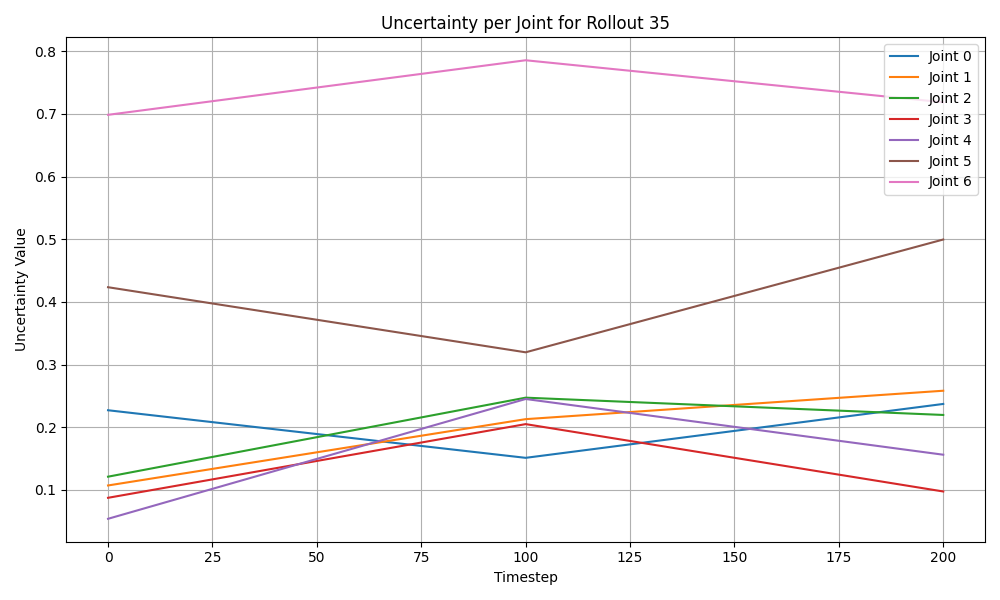 Uncertainty per Joint for Rollout 35
Uncertainty Value
0.8
0.7
0.6
0.5
0.4
0.3
0.2
0.1
Joint 0
Joint 1
Joint 2
Joint 3
Joint 4
Joint 5
Joint 6
0 25 50 75 100 125 150 175 200
Timestep